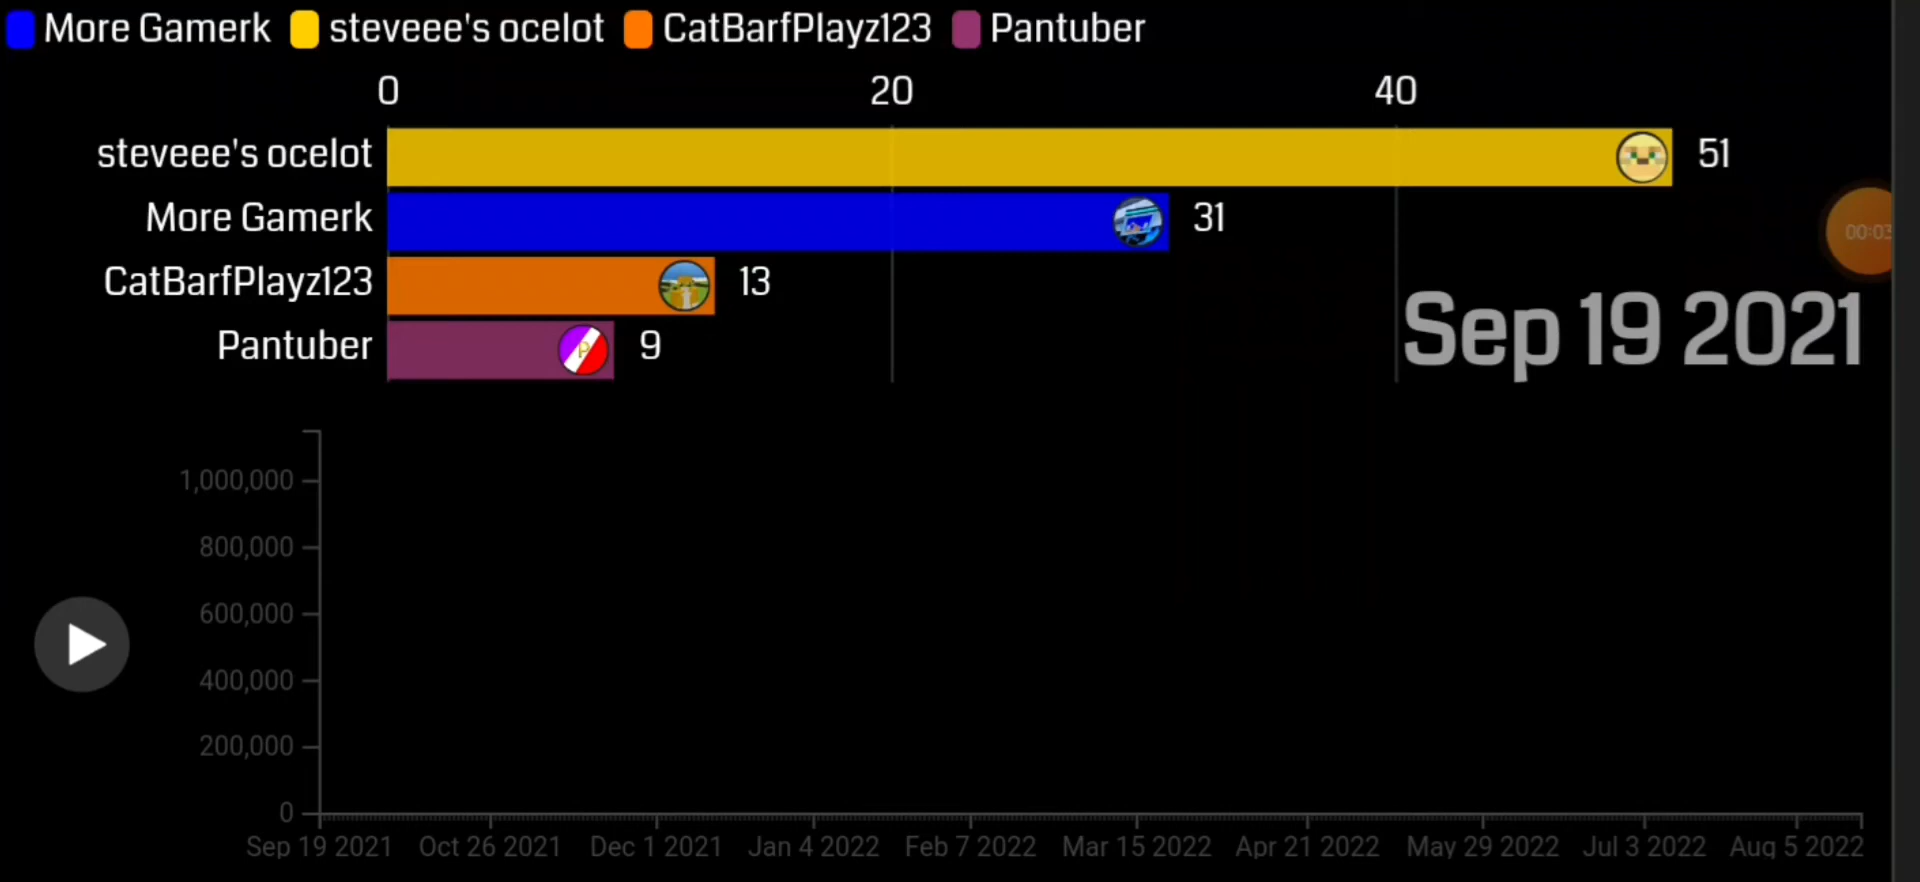 More Gamerk steveee's ocelot CatBarfPlayz123 Pantuber
0 20 40
steveee's ocelot 51
More Gamerk 31
00:03
CatBarfPlayz123 13
Sep 19 2021
Pantuber P 9
1,000,000
800,000
600,000
400,000
200,000
0
Sep 19 2021 Oct 26 2021 Dec 1 2021 Jan 4 2022 Feb 7 2022 Mar 15 2022 Apr 21 2022 May 29 2022 Jul 3 2022 Aug 5 2022